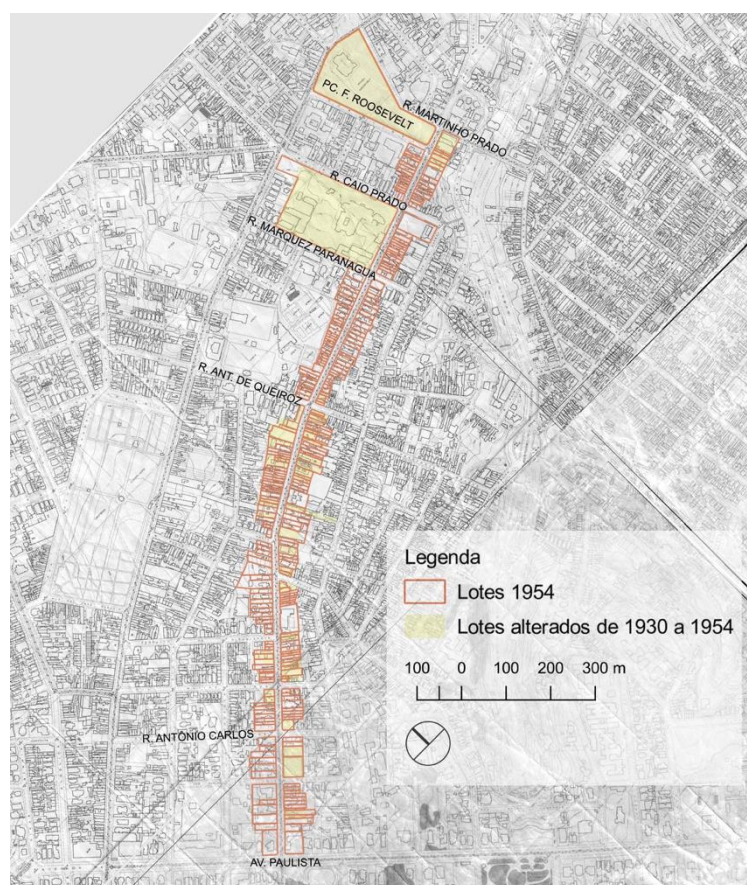 PC. F. ROOSEVELT
R. MARTINHO PRADO
R. CAIO PRADO
R. MARQUEZ PARANAGUA
R. ANT. DE QUEIROZ
Legenda
Lotes 1954
Lotes alterados de 1930 a 1954
100 0 100 200 300 m
R. ANTÔNIO CARLOS
AV. PAULISTA